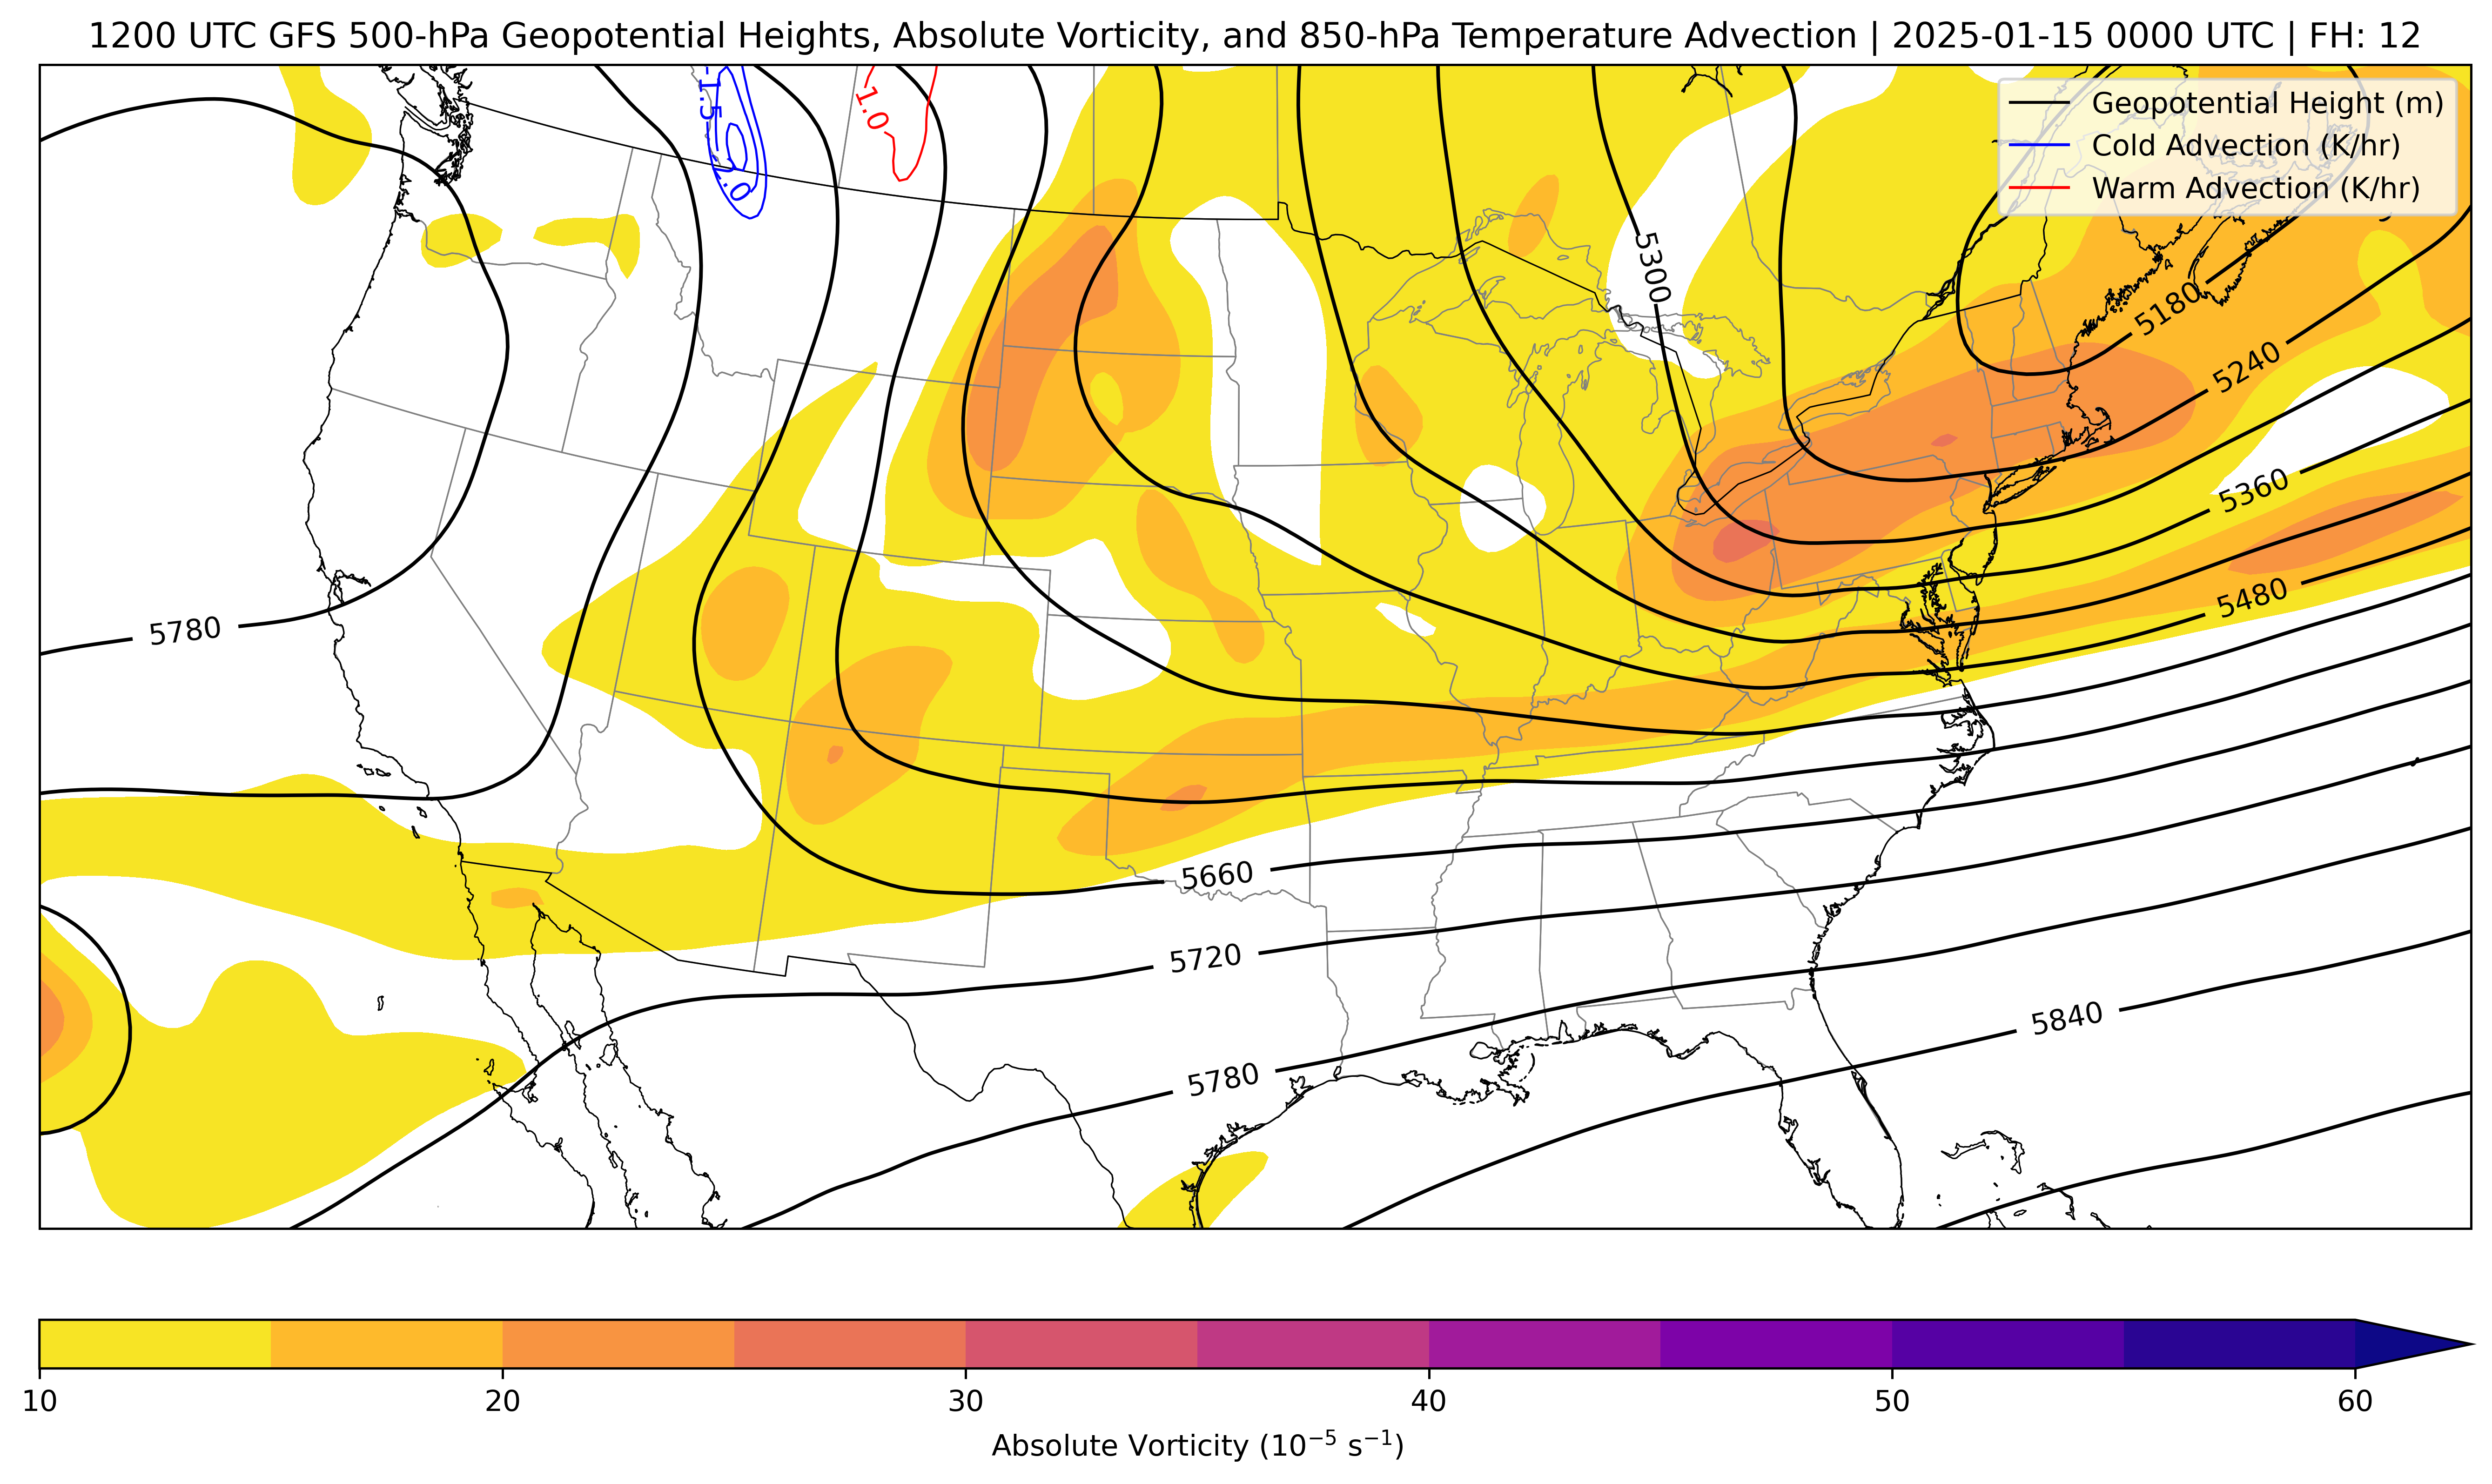 1200 UTC GFS 500-hPa Geopotential Heights, Absolute Vorticity, and 850-hPa Temperature Advection | 2025-01-15 0000 UTC | FH: 12
Geopotential Height (m)
Cold Advection (K/hr)
Warm Advection (K/hr)
-1.5
-2.0
1.0
5300
5180
5240
5360
5480
5780
5660
5720
5840
5780
10 20 30 40 50 60
Absolute Vorticity (10⁻⁵ s⁻¹)